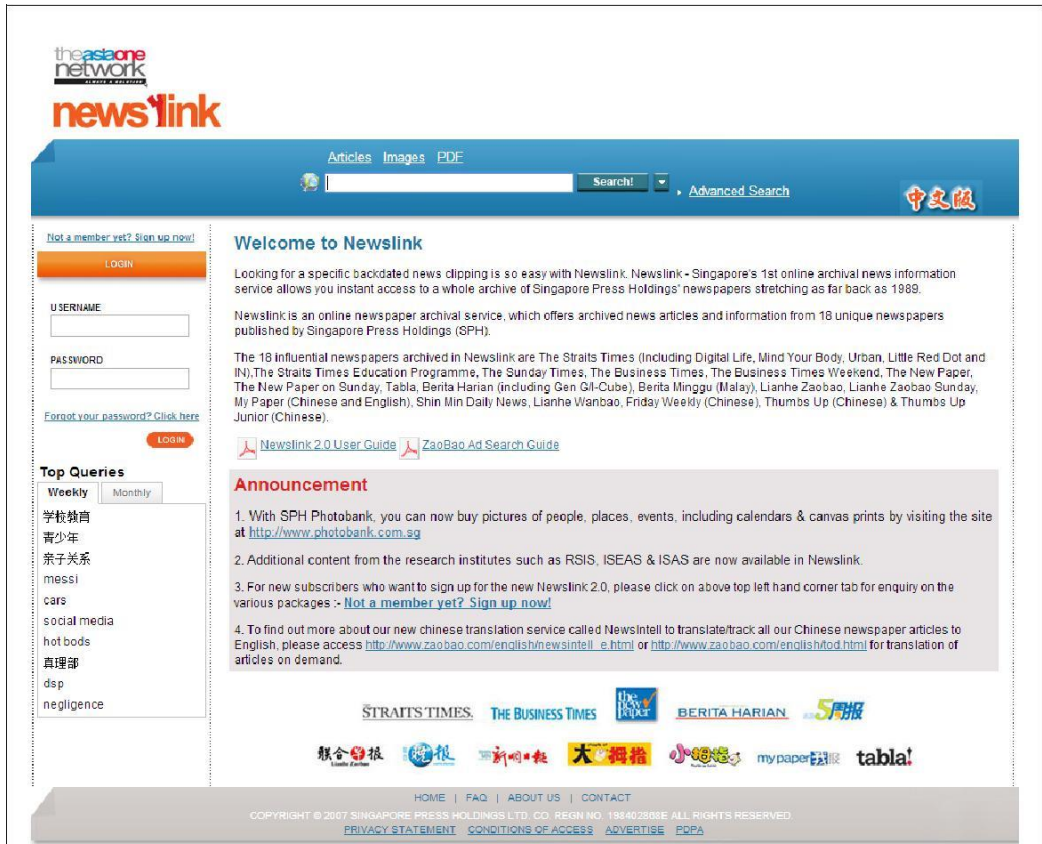 theasiaone
network
news link
Articles Images PDF
Search!
Advanced Search
中文版
Not a member yet? Sign up now!
LOGIN
USERNAME
PASSWORD
Forgot your password? Click here
LOGIN
Top Queries
Weekly Monthly
学校教育
青少年
亲子关系
messi
cars
social media
hot bods
真理部
dsp
negligence
Welcome to Newslink
Looking for a specific backdated news clipping is so easy with Newslink. Newslink - Singapore's 1st online archival news information
service allows you instant access to a whole archive of Singapore Press Holdings' newspapers stretching as far back as 1989.
Newslink is an online newspaper archival service, which offers archived news articles and information from 18 unique newspapers
published by Singapore Press Holdings (SPH).
The 18 influential newspapers archived in Newslink are The Straits Times (Including Digital Life, Mind Your Body, Urban, Little Red Dot and
IN),The Straits Times Education Programme, The Sunday Times, The Business Times, The Business Times Weekend, The New Paper,
The New Paper on Sunday, Tabla, Berita Harian (including Gen G/I-Cube), Berita Minggu (Malay), Lianhe Zaobao, Lianhe Zaobao Sunday,
My Paper (Chinese and English), Shin Min Daily News, Lianhe Wanbao, Friday Weekly (Chinese), Thumbs Up (Chinese) & Thumbs Up
Junior (Chinese).
Newslink 2.0 User Guide ZaoBao Ad Search Guide
Announcement
1. With SPH Photobank, you can now buy pictures of people, places, events, including calendars & canvas prints by visiting the site
at http://www.photobank.com.sg
2. Additional content from the research institutes such as RSIS, ISEAS & ISAS are now available in Newslink.
3. For new subscribers who want to sign up for the new Newslink 2.0, please click on above top left hand corner tab for enquiry on the
various packages :- Not a member yet? Sign up now!
4. To find out more about our new chinese translation service called NewsIntell to translate/track all our Chinese newspaper articles to
English, please access http://www.zaobao.com/english/newsintell_e.html or http://www.zaobao.com/english/tod.html for translation of
articles on demand.
THE STRAITS TIMES. THE BUSINESS TIMES the new paper BERITA HARIAN 5周报
联合早报 Lianhe Zaobao 新明日报 大拇指 小拇指 mypaper tabla!
HOME | FAQ | ABOUT US | CONTACT
COPYRIGHT © 2007 SINGAPORE PRESS HOLDINGS LTD. CO. REGN NO. 198402868E ALL RIGHTS RESERVED.
PRIVACY STATEMENT CONDITIONS OF ACCESS ADVERTISE PDPA